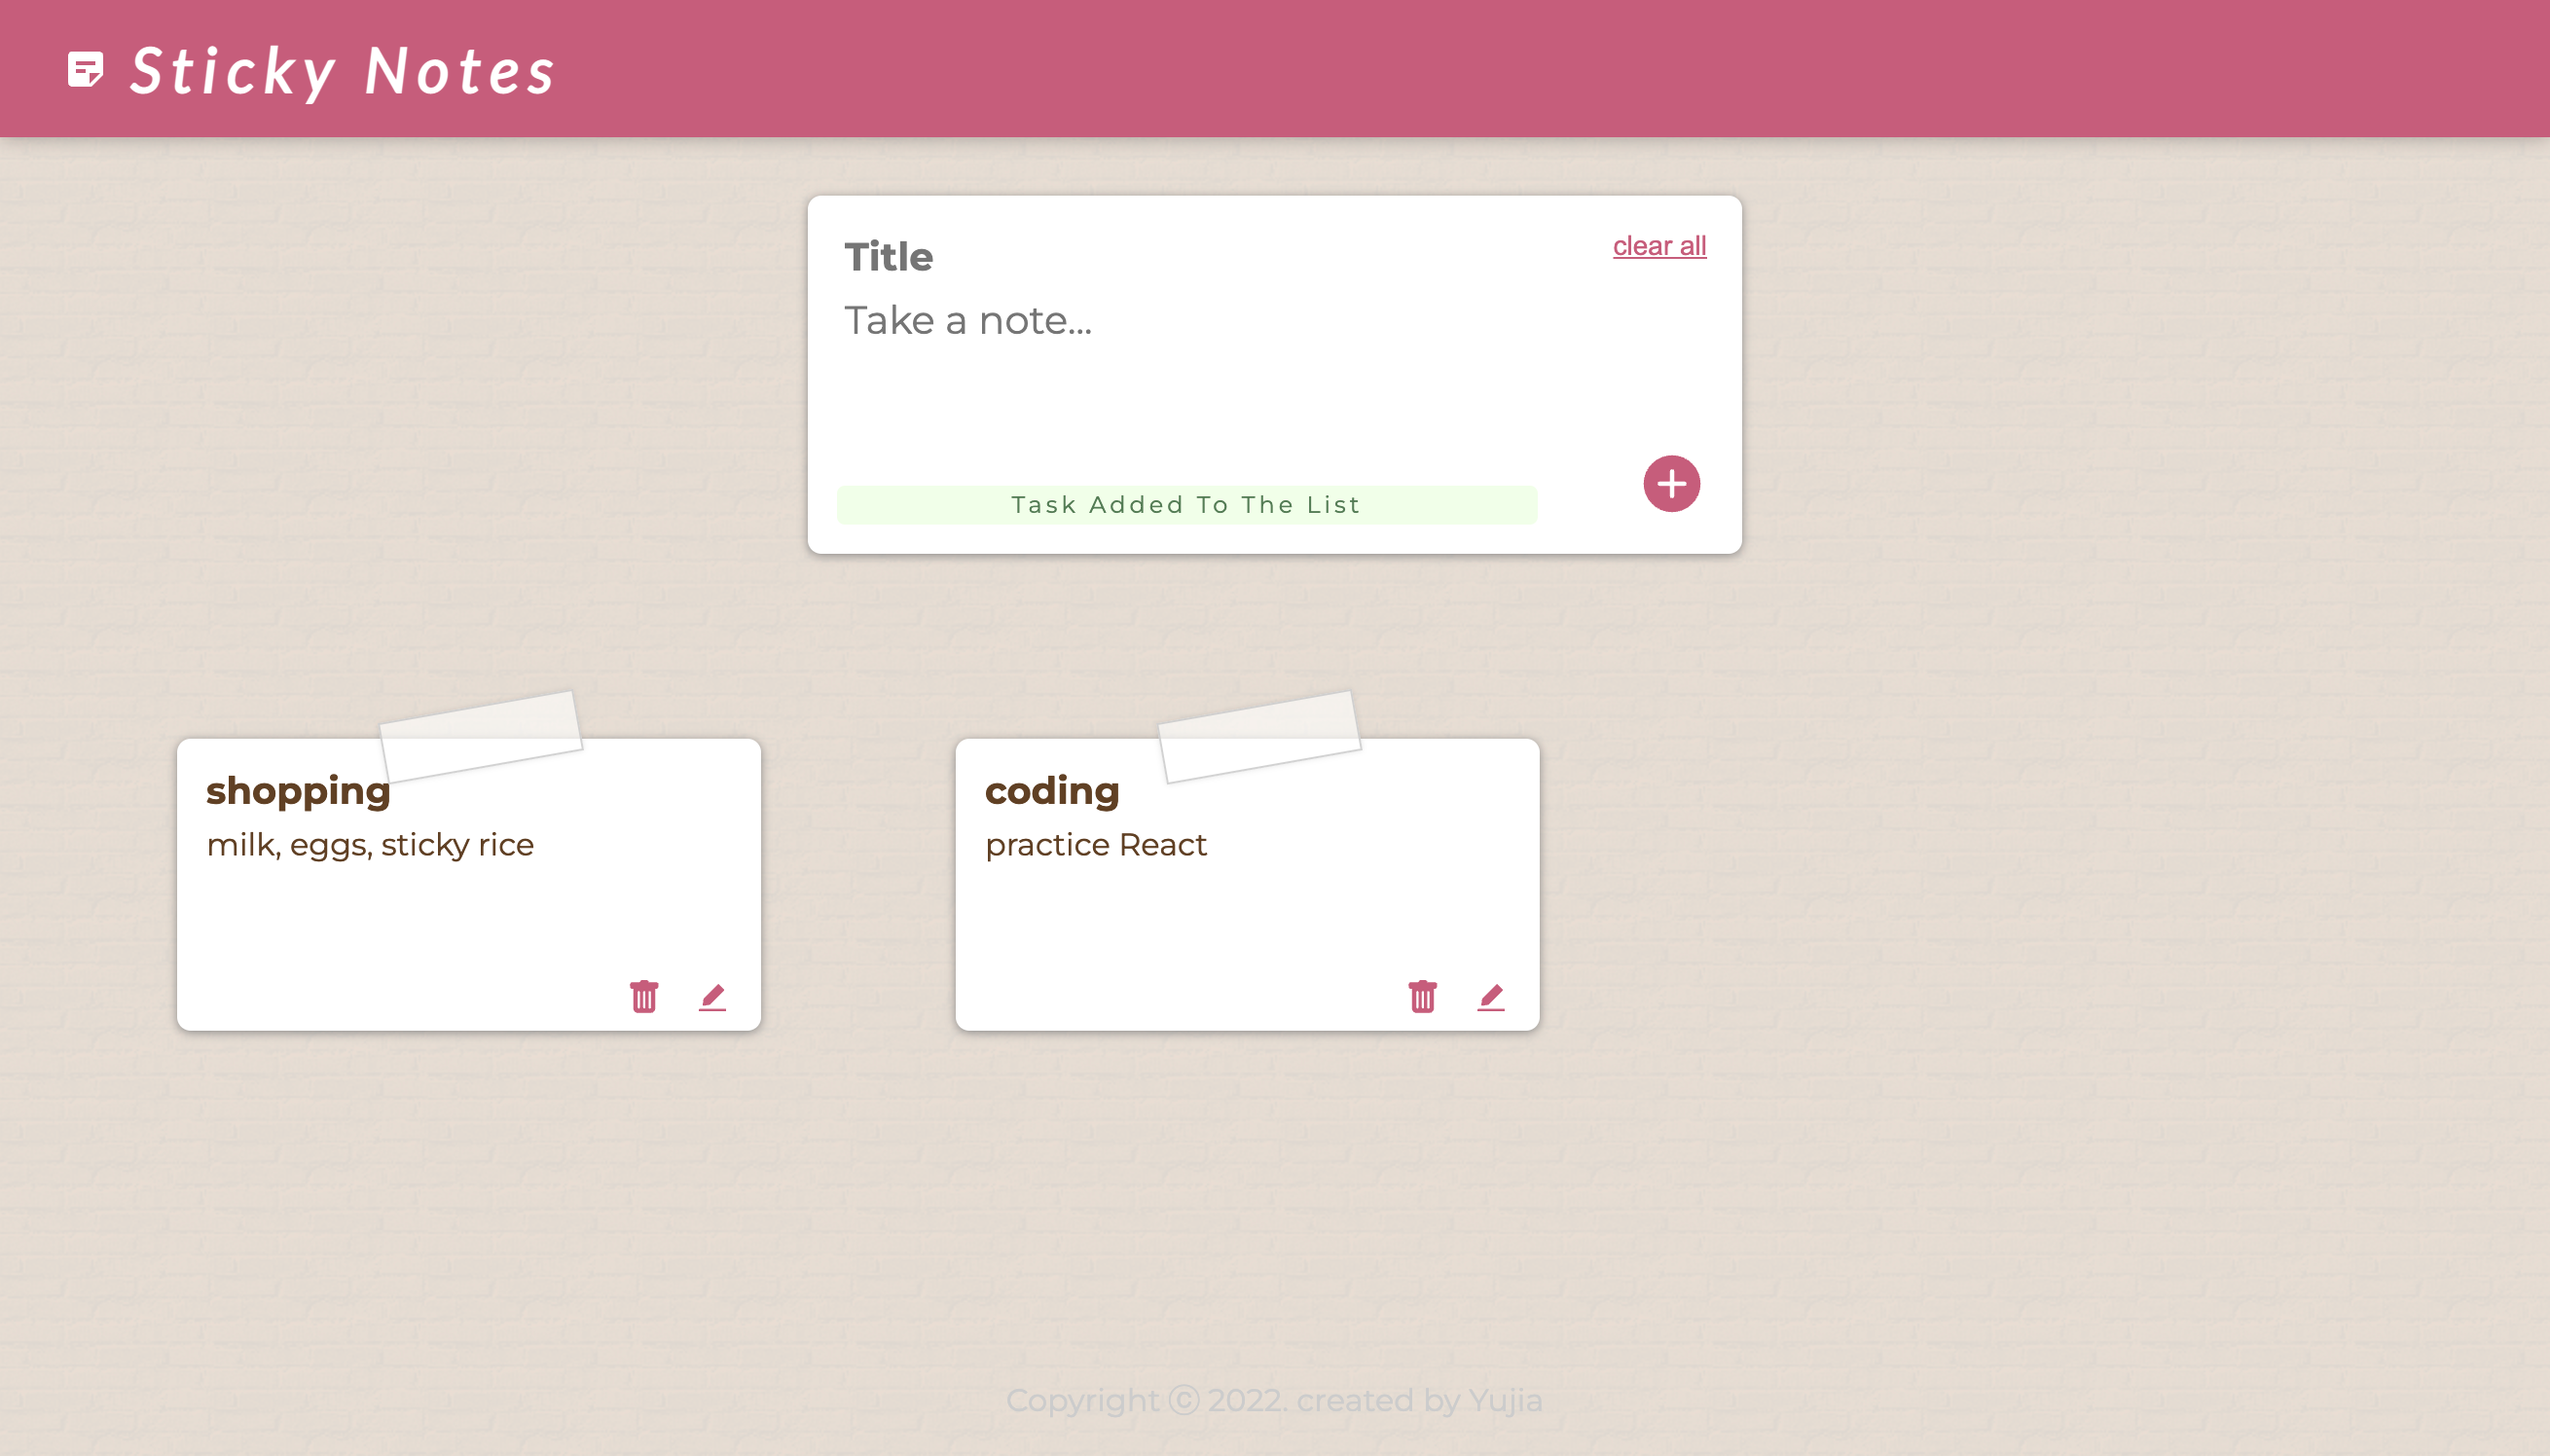 Sticky Notes
Title
clear all
Take a note...
Task Added To The List
shopping
milk, eggs, sticky rice
coding
practice React
Copyright ⓒ 2022. created by Yujia